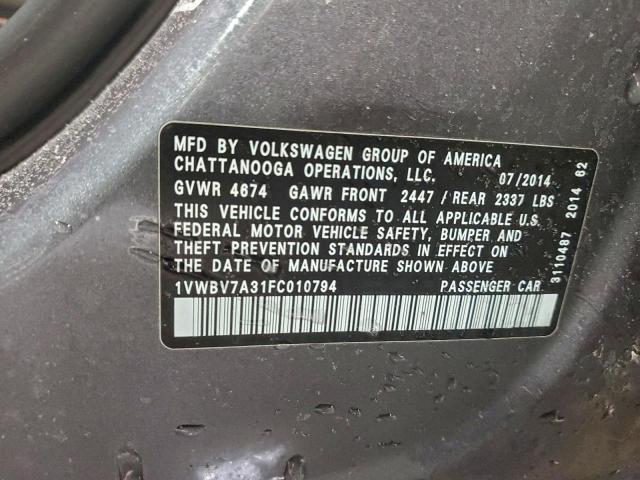 MFD BY VOLKSWAGEN GROUP OF AMERICA
CHATTANOOGA OPERATIONS, LLC. 07/2014
GVWR 4674 GAWR FRONT 2447 / REAR 2337 LBS
THIS VEHICLE CONFORMS TO ALL APPLICABLE U.S
FEDERAL MOTOR VEHICLE SAFETY, BUMPER AND
THEFT PREVENTION STANDARDS IN EFFECT ON
THE DATE OF MANUFACTURE SHOWN ABOVE
1VWBV7A31FC010794 PASSENGER CAR
3110487 2014 62